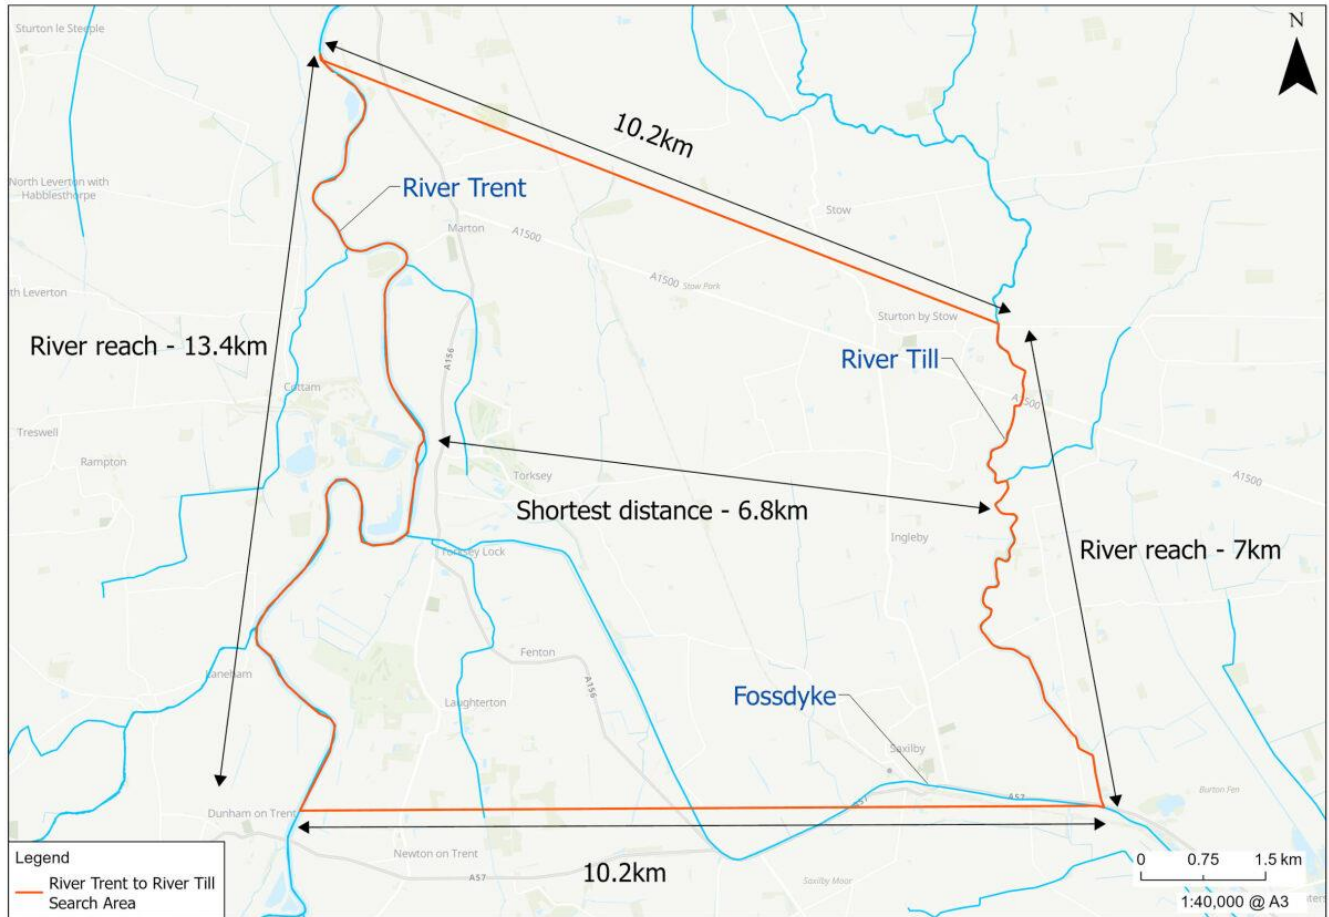 Sturton le Steeple
N
10.2km
North Leverton with
Habblesthorpe
River Trent
Stow
Marton
A1500
A1500
Stow Park
th Leverton
Sturton by Stow
River reach - 13.4km
A156
River Till
Cottam
A1500
Treswell
Rampton
Torksey
A1500
Shortest distance - 6.8km
Ingleby
Torksey Lock
River reach - 7km
Fenton
Laneham
A156
Laughterton
Fossdyke
Saxilby
Burton Fen
A57
A57
Dunham on Trent
Newton on Trent
Legend
River Trent to River Till
Search Area
A57
10.2km
Saxilby Moor
0 0.75 1.5 km
1:40,000 @ A3